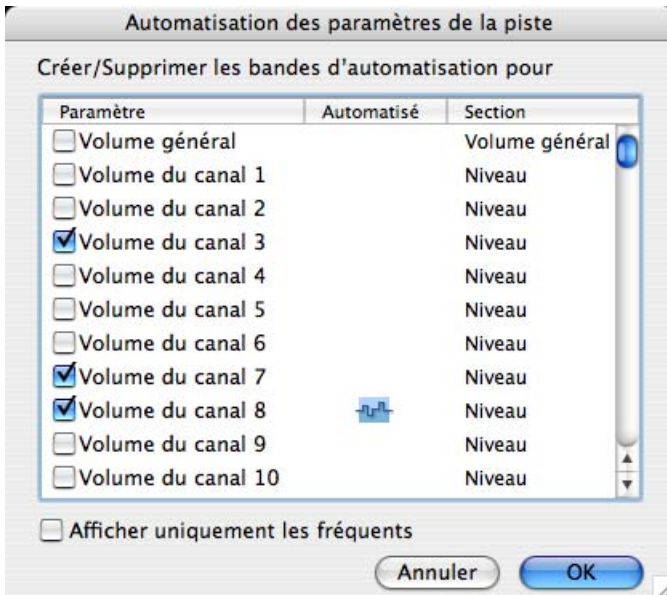 Automatisation des paramètres de la piste
Créer/Supprimer les bandes d'automatisation pour
Paramètre Automatisé Section
Volume général Volume général
Volume du canal 1 Niveau
Volume du canal 2 Niveau
Volume du canal 3 Niveau
Volume du canal 4 Niveau
Volume du canal 5 Niveau
Volume du canal 6 Niveau
Volume du canal 7 Niveau
Volume du canal 8 Niveau
Volume du canal 9 Niveau
Volume du canal 10 Niveau
Afficher uniquement les fréquents
Annuler OK